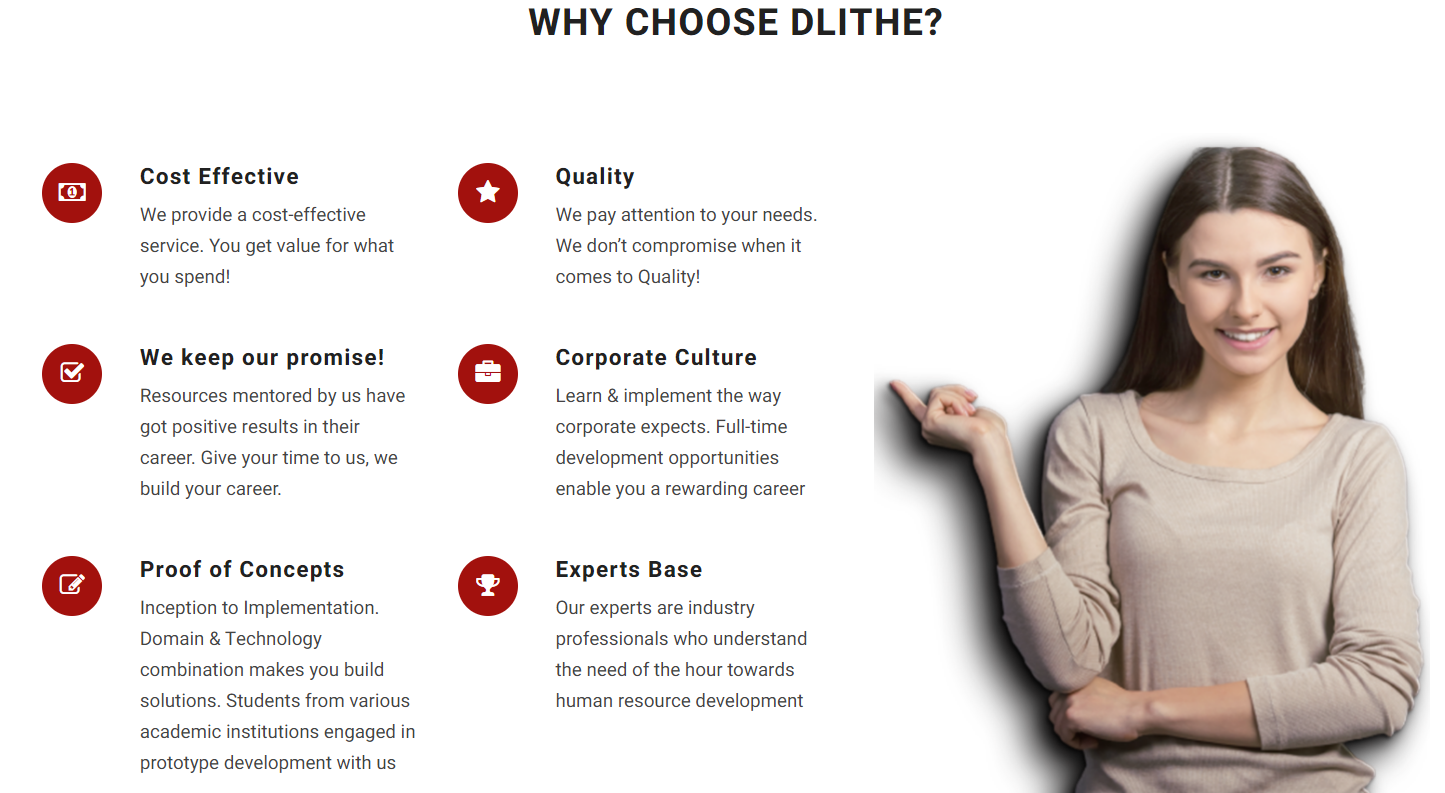 WHY CHOOSE DLITHE?
Cost Effective
We provide a cost-effective
service. You get value for what
you spend!
Quality
We pay attention to your needs.
We don’t compromise when it
comes to Quality!
We keep our promise!
Resources mentored by us have
got positive results in their
career. Give your time to us, we
build your career.
Corporate Culture
Learn & implement the way
corporate expects. Full-time
development opportunities
enable you a rewarding career
Proof of Concepts
Inception to Implementation.
Domain & Technology
combination makes you build
solutions. Students from various
academic institutions engaged in
prototype development with us
Experts Base
Our experts are industry
professionals who understand
the need of the hour towards
human resource development